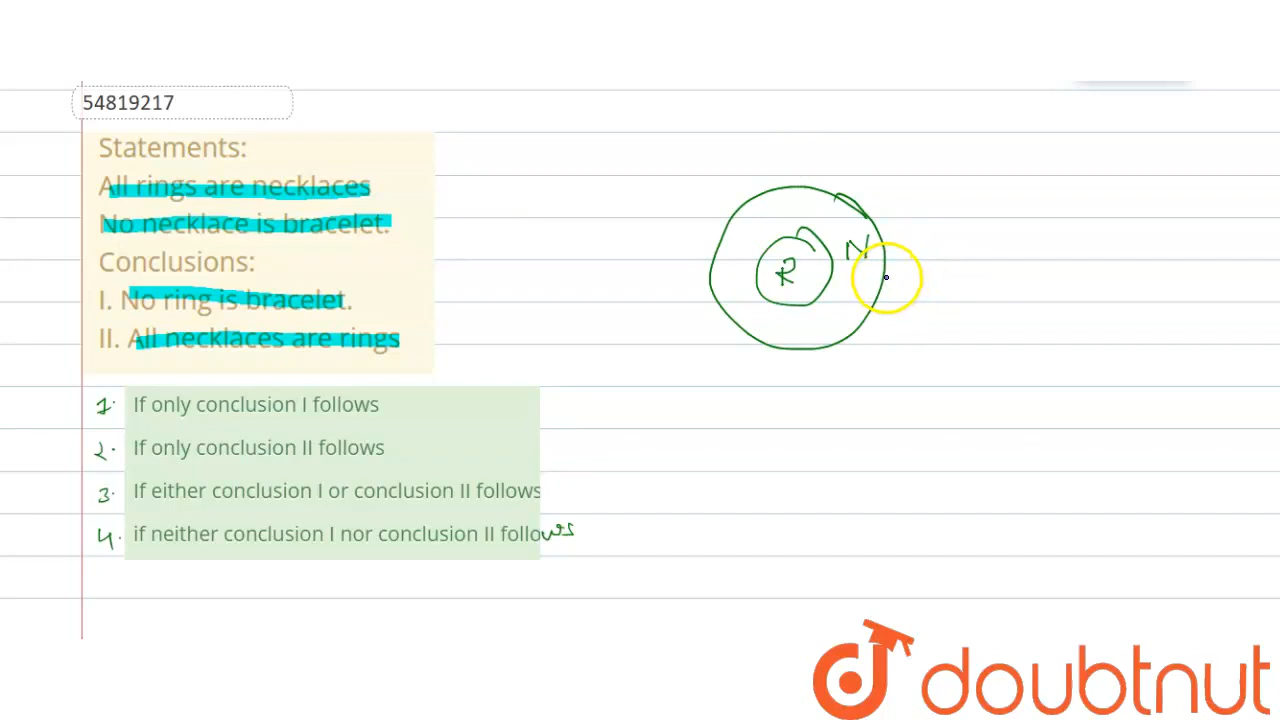 54819217
Statements:
All rings are necklaces
No necklace is bracelet.
Conclusions:
I. No ring is bracelet.
II. All necklaces are rings
1. If only conclusion I follows
2. If only conclusion II follows
3. If either conclusion I or conclusion II follows
4. if neither conclusion I nor conclusion II follows
N
R
doubtnut